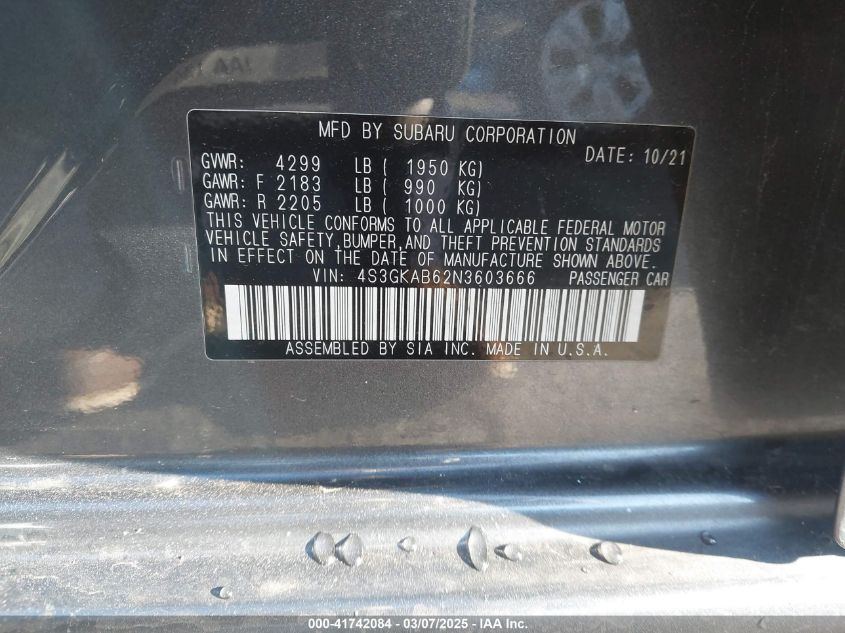 IAA!
MFD BY SUBARU CORPORATION
DATE: 10/21
GVWR: 4299 LB ( 1950 KG)
GAWR: F 2183 LB ( 990 KG)
GAWR: R 2205 LB ( 1000 KG)
THIS VEHICLE CONFORMS TO ALL APPLICABLE FEDERAL MOTOR
VEHICLE SAFETY, BUMPER, AND THEFT PREVENTION STANDARDS
IN EFFECT ON THE DATE OF MANUFACTURE SHOWN ABOVE.
VIN: 4S3GKAB62N3603666 PASSENGER CAR
ASSEMBLED BY SIA INC. MADE IN U.S.A.
000-41742084 - 03/07/2025 - IAA Inc.